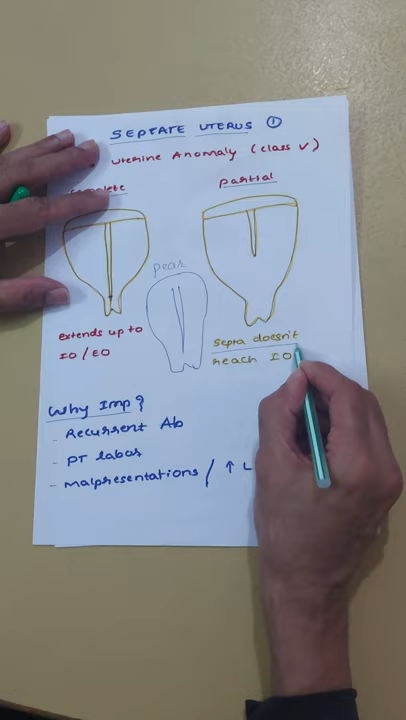 SEPTATE UTERUS ①
Uterine Anomaly (class V)
partial
pear
extends up to
IO / EO
septa doesn't
reach IO
Why Imp?
- Recurrent Ab
- PT labor
- Malpresentations / ↑ L